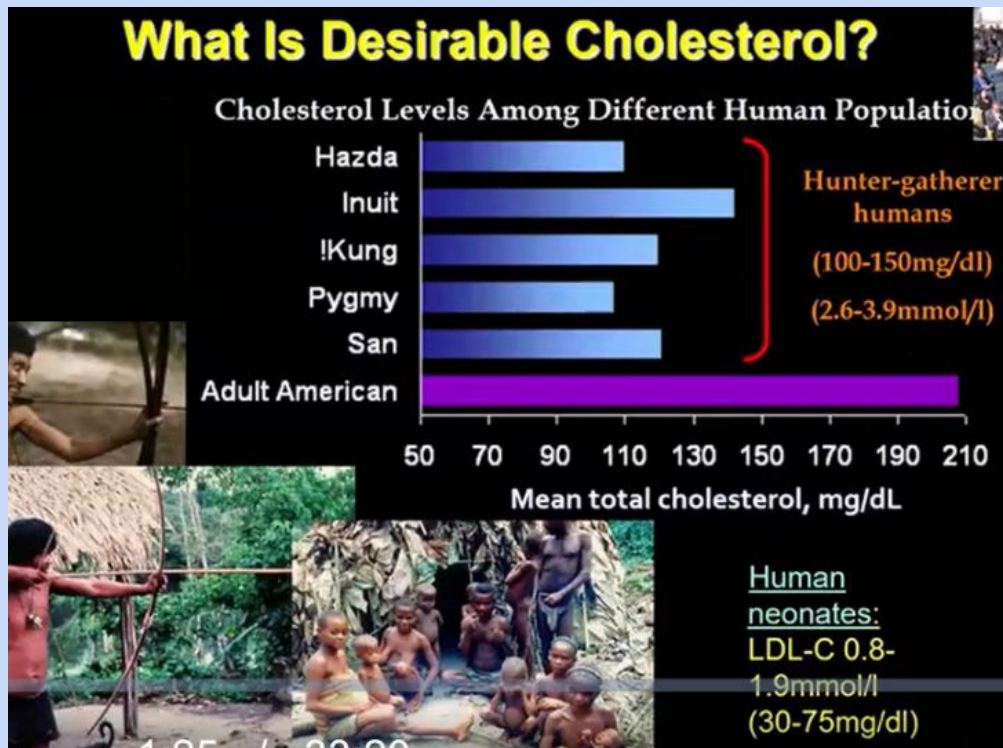 What Is Desirable Cholesterol?
Cholesterol Levels Among Different Human Population
Hazda
Inuit
!Kung
Pygmy
San
Adult American
Hunter-gatherer
humans
(100-150mg/dl)
(2.6-3.9mmol/l)
50 70 90 110 130 150 170 190 210
Mean total cholesterol, mg/dL
Human
neonates:
LDL-C 0.8-
1.9mmol/l
(30-75mg/dl)